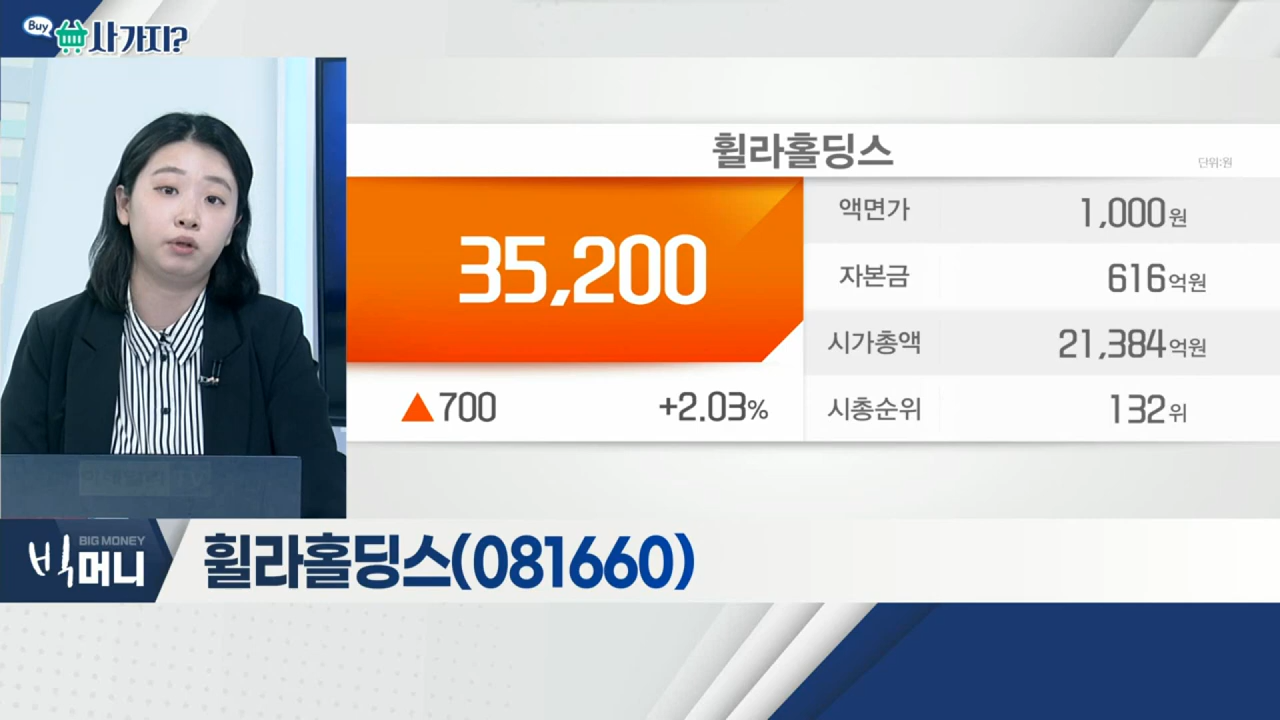 Buy 사가지?
휠라홀딩스
단위:원
35,200
▲700 +2.03%
액면가 1,000원
자본금 616억원
시가총액 21,384억원
시총순위 132위
BIG MONEY
빅머니
휠라홀딩스(081660)